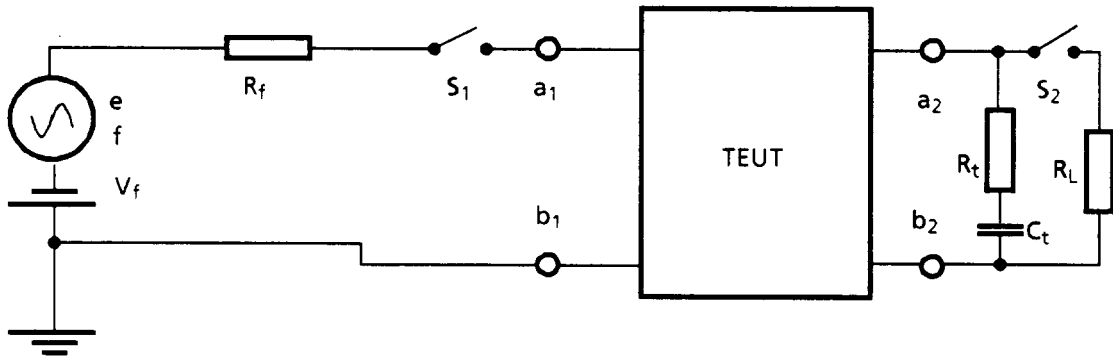 e
f
V_f
R_f
S_1
a_1
b_1
TEUT
a_2
b_2
S_2
R_t
R_L
C_t